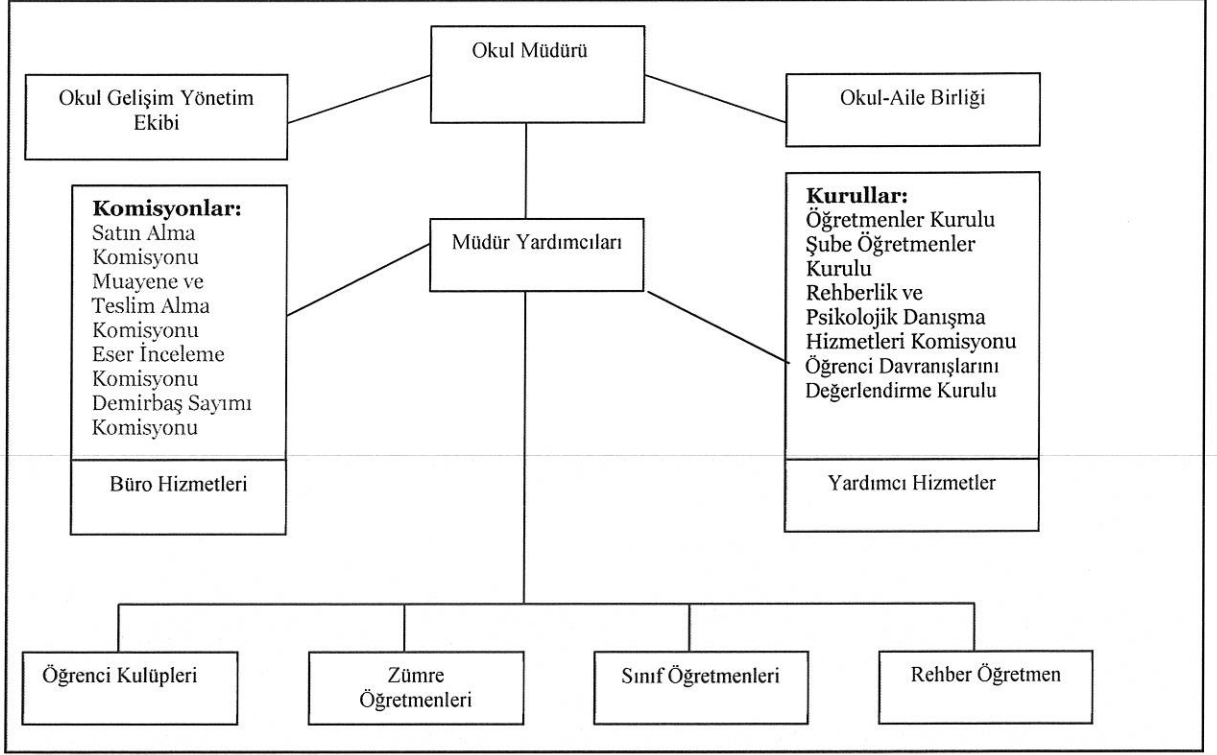 Okul Müdürü
Okul Gelişim Yönetim
Ekibi
Okul-Aile Birliği
Komisyonlar:
Satın Alma
Komisyonu
Muayene ve
Teslim Alma
Komisyonu
Eser İnceleme
Komisyonu
Demirbaş Sayımı
Komisyonu
Büro Hizmetleri
Müdür Yardımcıları
Kurullar:
Öğretmenler Kurulu
Şube Öğretmenler
Kurulu
Rehberlik ve
Psikolojik Danışma
Hizmetleri Komisyonu
Öğrenci Davranışlarını
Değerlendirme Kurulu
Yardımcı Hizmetler
Öğrenci Kulüpleri
Zümre
Öğretmenleri
Sınıf Öğretmenleri
Rehber Öğretmen